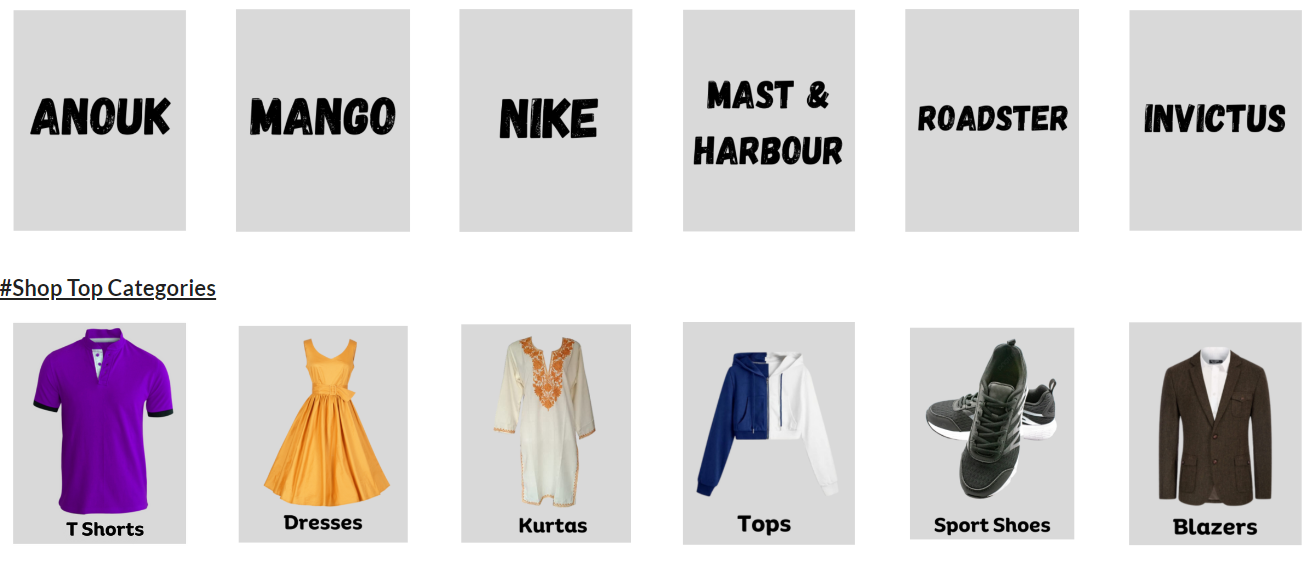 ANOUK
MANGO
NIKE
MAST &
HARBOUR
ROADSTER
INVICTUS
#Shop Top Categories
T Shorts
Dresses
Kurtas
Tops
Sport Shoes
Blazers